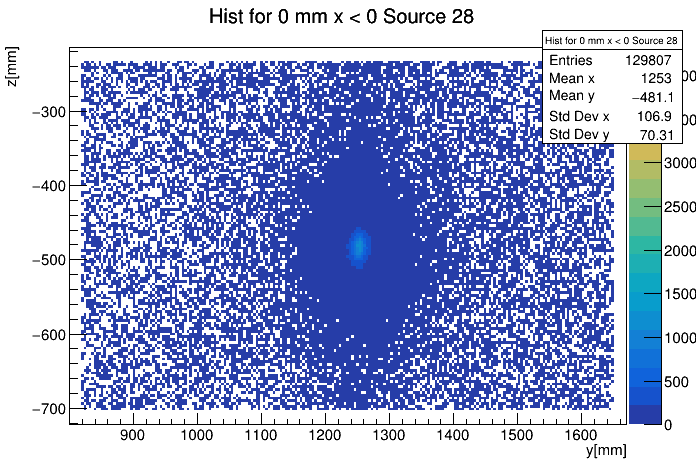 Hist for 0 mm x < 0 Source 28
Hist for 0 mm x < 0 Source 28
Entries 129807
Mean x 1253
Mean y −481.1
Std Dev x 106.9
Std Dev y 70.31
z[mm]
−300
−400
−500
−600
−700
900 1000 1100 1200 1300 1400 1500 1600
y[mm]
3000
2500
2000
1500
1000
500
0